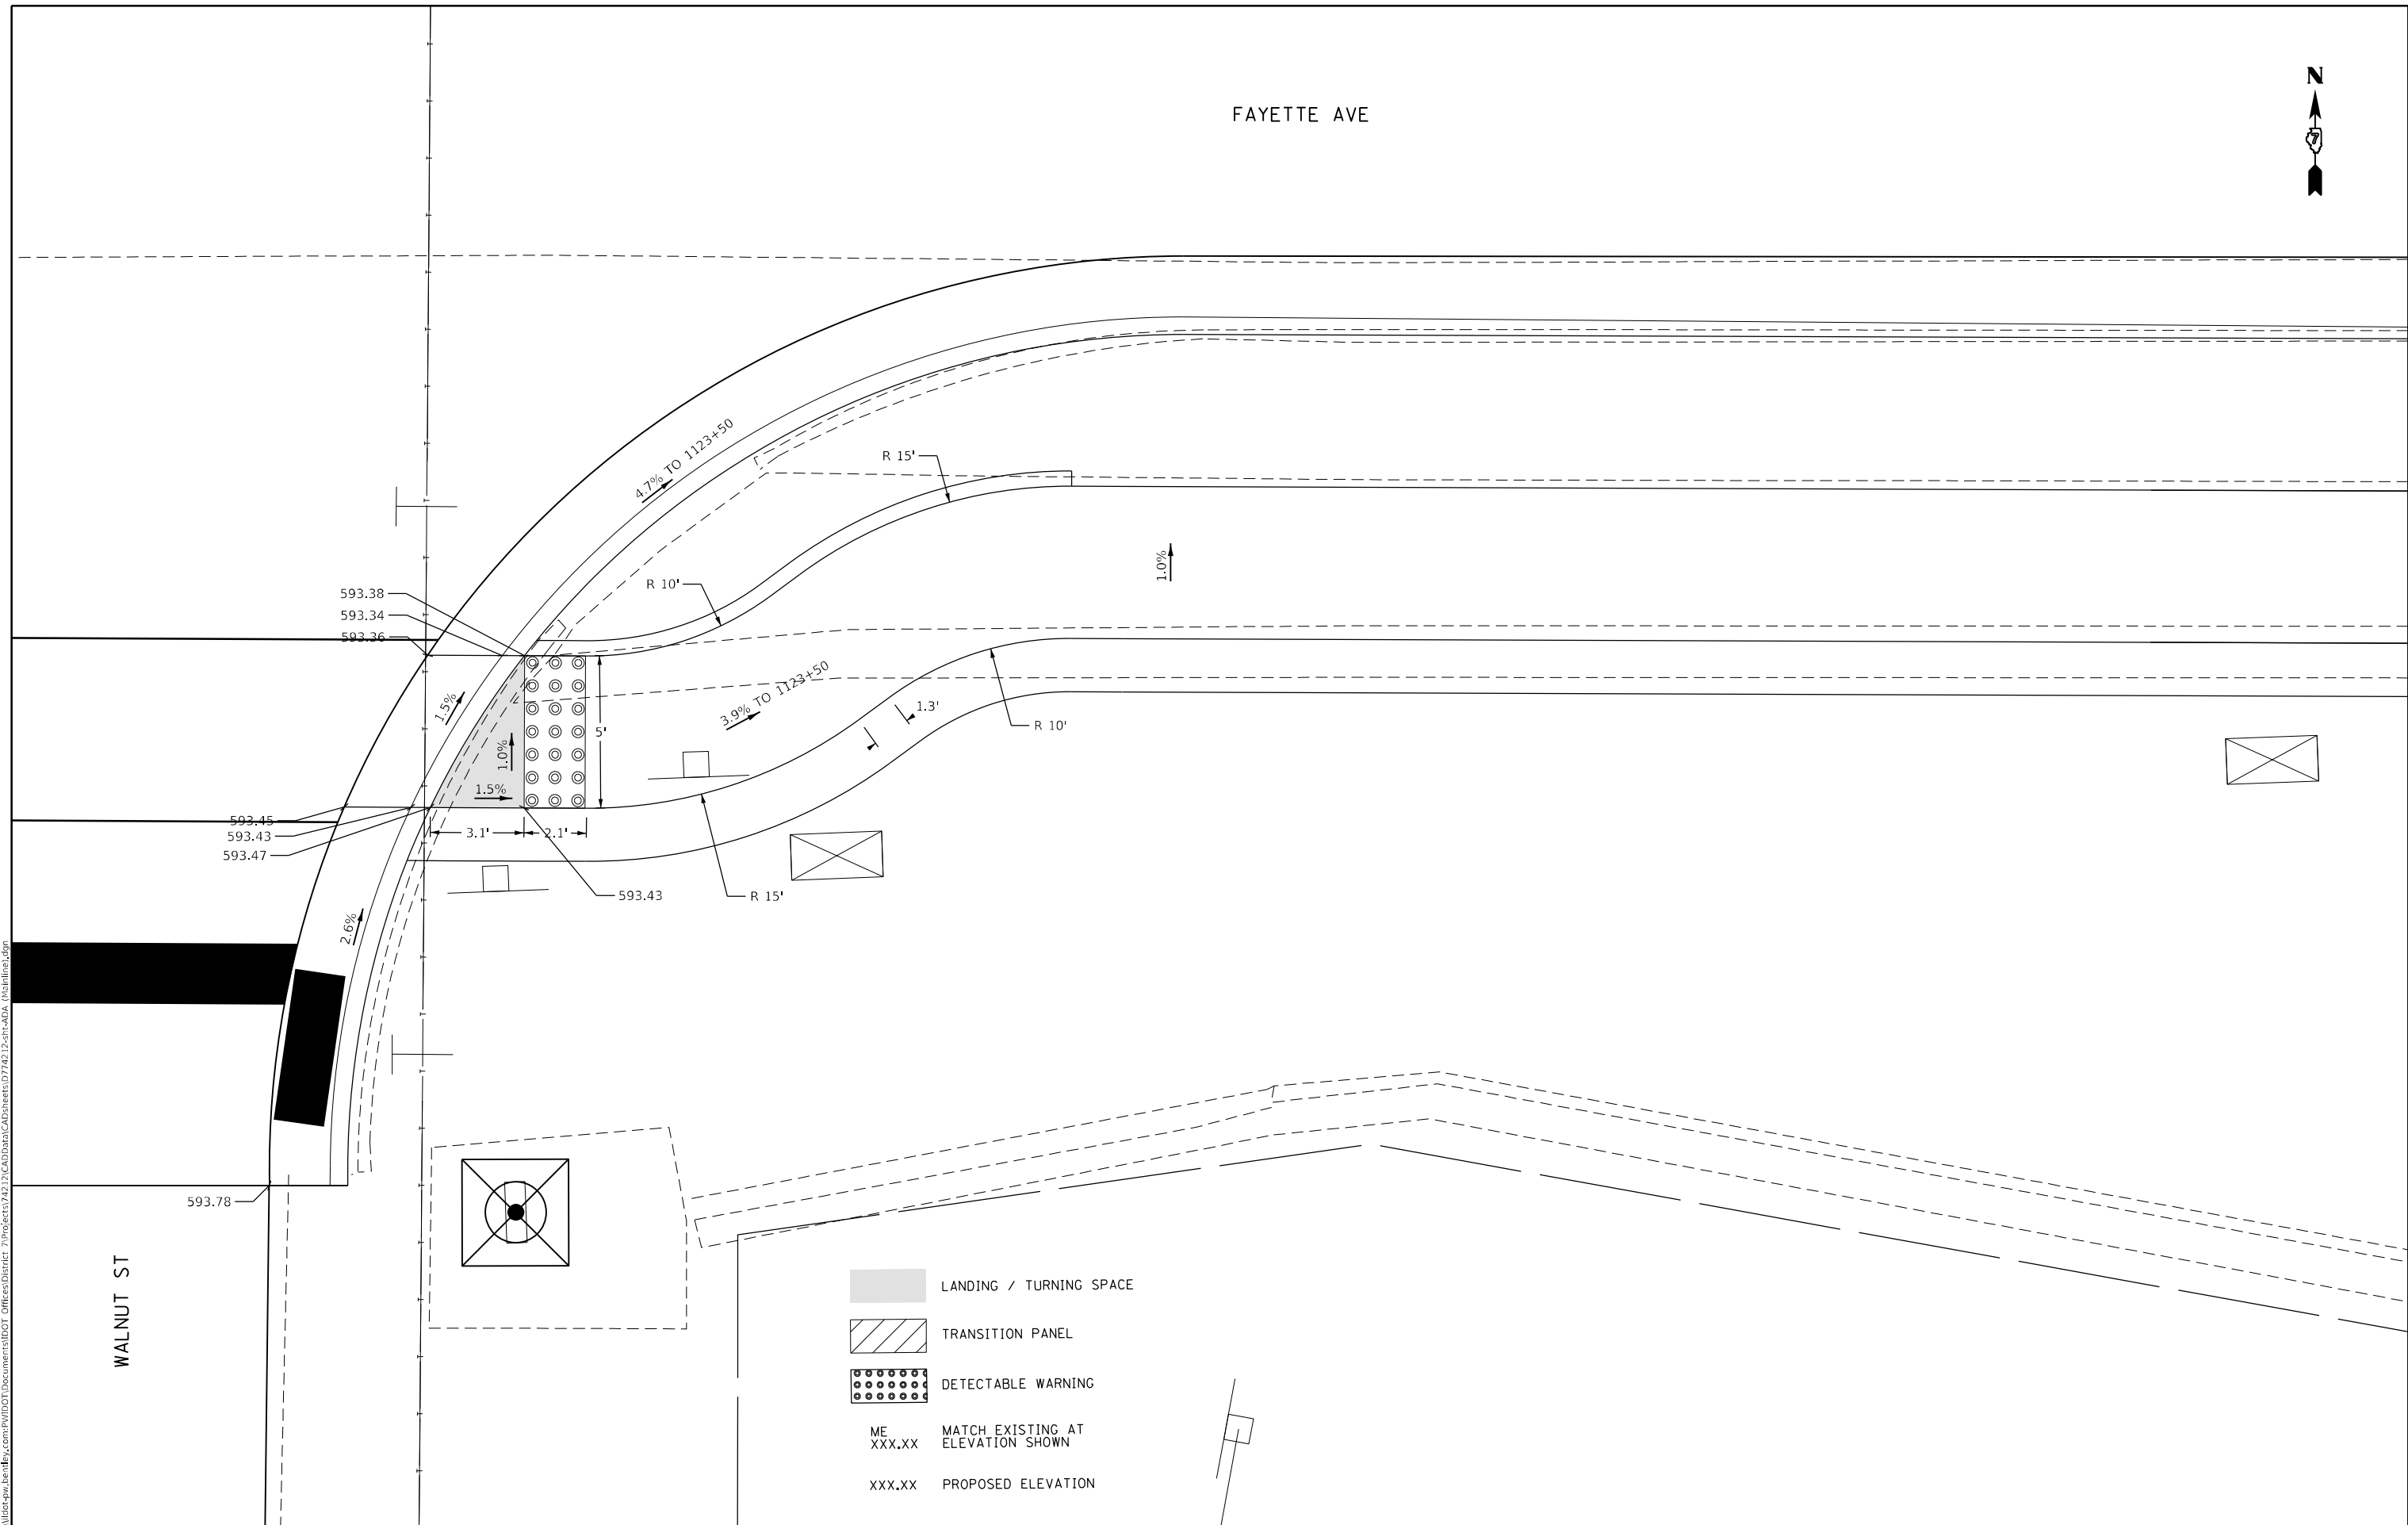 FAYETTE AVE
N
7
4.7% TO 1123+50
R 15'
R 10'
1.0%
593.38
593.34
593.36
1.5%
3.9% TO 1123+50
5'
1.3'
R 10'
1.0%
1.5%
593.45
593.43
593.47
3.1'
2.1'
593.43
R 15'
2.6%
593.78
WALNUT ST
LANDING / TURNING SPACE
TRANSITION PANEL
DETECTABLE WARNING
ME
XXX.XX
MATCH EXISTING AT
ELEVATION SHOWN
XXX.XX
PROPOSED ELEVATION